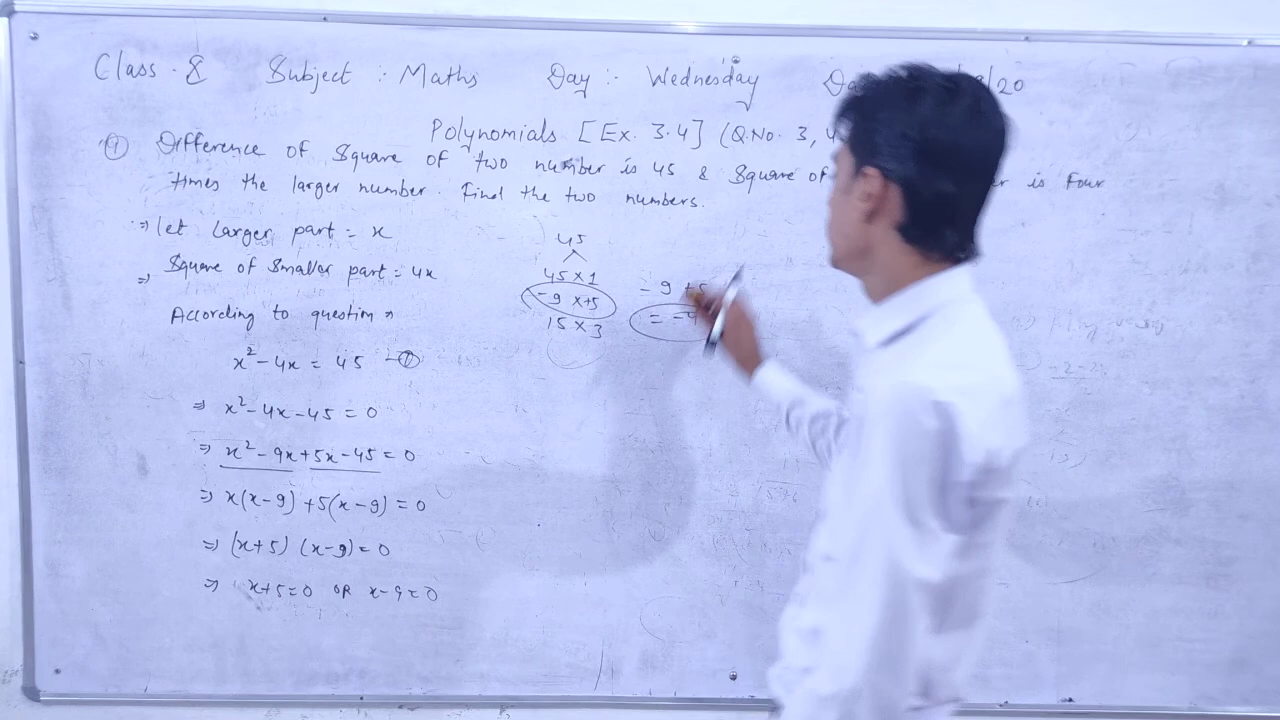 Class - 8 Subject : Maths Day :- Wednesday Da /20
Polynomials [Ex. 3.4] (Q.No. 3, 4
Difference of Square of two number is 45 & Square of er is Four
times the larger number. Find the two numbers.
⇒ let larger part = x
⇒ Square of Smaller part = 4x
According to question
x² - 4x = 45
⇒ x² - 4x - 45 = 0
⇒ x² - 9x + 5x - 45 = 0
⇒ x(x - 9) + 5(x - 9) = 0
⇒ (x + 5) (x - 9) = 0
⇒ x + 5 = 0 OR x - 9 = 0
45
45 x 1
-9 x +5
15 x 3
- 9 + 5
= -4